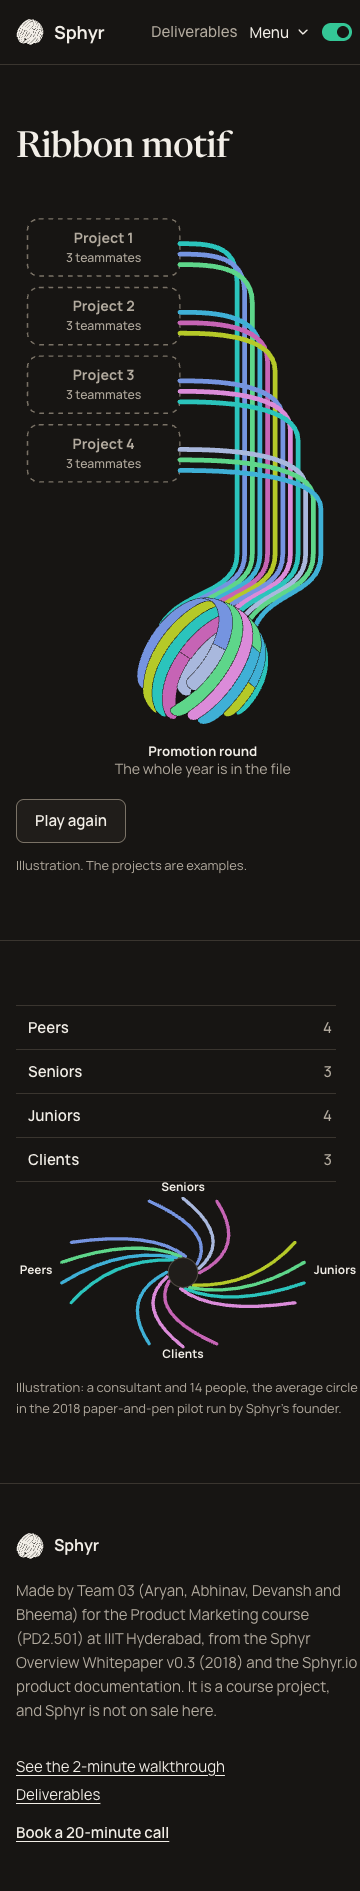 Sphyr
Deliverables
Menu
Ribbon motif
Project 1
3 teammates
Project 2
3 teammates
Project 3
3 teammates
Project 4
3 teammates
Promotion round
The whole year is in the file
Play again
Illustration. The projects are examples.
Peers 4
Seniors 3
Juniors 4
Clients 3
Seniors
Peers
Juniors
Clients
Illustration: a consultant and 14 people, the average circle
in the 2018 paper-and-pen pilot run by Sphyr's founder.
Sphyr
Made by Team 03 (Aryan, Abhinav, Devansh and
Bheema) for the Product Marketing course
(PD2.501) at IIIT Hyderabad, from the Sphyr
Overview Whitepaper v0.3 (2018) and the Sphyr.io
product documentation. It is a course project,
and Sphyr is not on sale here.
See the 2-minute walkthrough
Deliverables
Book a 20-minute call